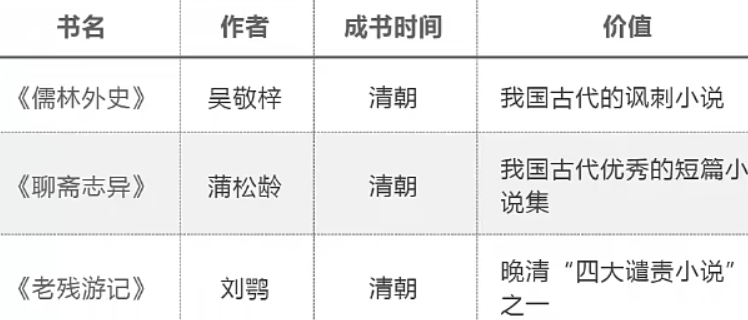 书名 作者 成书时间 价值
《儒林外史》 吴敬梓 清朝 我国古代的讽刺小说
《聊斋志异》 蒲松龄 清朝 我国古代优秀的短篇小
说集
《老残游记》 刘鹗 清朝 晚清“四大谴责小说”
之一